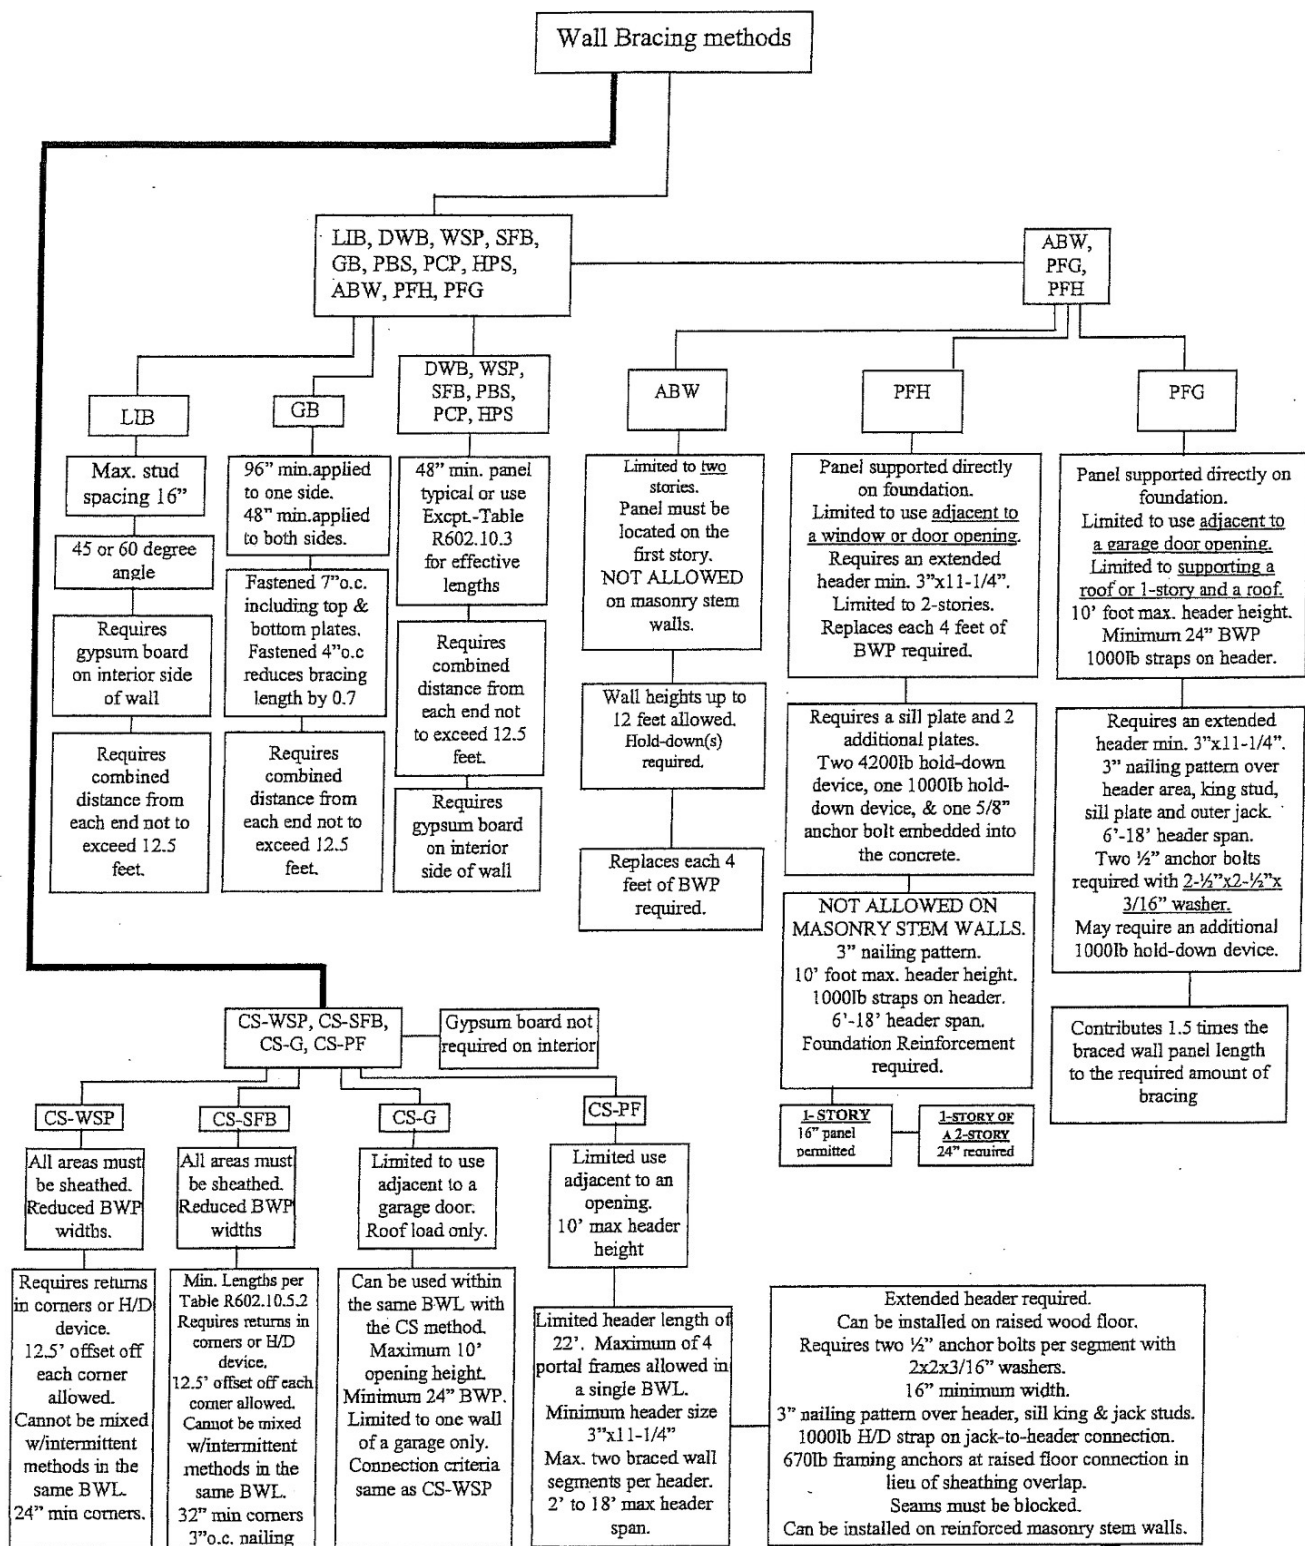 Wall Bracing methods
LIB, DWB, WSP, SFB,
GB, PBS, PCP, HPS,
ABW, PFH, PFG
ABW,
PFG,
PFH
LIB
Max. stud
spacing 16”
45 or 60 degree
angle
Requires
gypsum board
on interior side
of wall
Requires
combined
distance from
each end not to
exceed 12.5
feet.
GB
96” min.applied
to one side.
48” min.applied
to both sides.
Fastened 7”o.c.
including top &
bottom plates.
Fastened 4”o.c
reduces bracing
length by 0.7
Requires
combined
distance from
each end not to
exceed 12.5
feet.
DWB, WSP,
SFB, PBS,
PCP, HPS
48” min. panel
typical or use
Excpt.-Table
R602.10.3
for effective
lengths
Requires
combined
distance from
each end not
to exceed 12.5
feet.
Requires
gypsum board
on interior
side of wall
ABW
Limited to two
stories.
Panel must be
located on the
first story.
NOT ALLOWED
on masonry stem
walls.
Wall heights up to
12 feet allowed.
Hold-down(s)
required.
Replaces each 4
feet of BWP
required.
PFH
Panel supported directly
on foundation.
Limited to use adjacent to
a window or door opening.
Requires an extended
header min. 3”x11-1/4”.
Limited to 2-stories.
Replaces each 4 feet of
BWP required.
Requires a sill plate and 2
additional plates.
Two 4200lb hold-down
device, one 1000lb hold-
down device, & one 5/8”
anchor bolt embedded into
the concrete.
NOT ALLOWED ON
MASONRY STEM WALLS.
3” nailing pattern.
10’ foot max. header height.
1000lb straps on header.
6’-18’ header span.
Foundation Reinforcement
required.
1- STORY
16” panel
permitted
1-STORY OF
A 2-STORY
24” required
PFG
Panel supported directly on
foundation.
Limited to use adjacent to
a garage door opening.
Limited to supporting a
roof or 1-story and a roof.
10’ foot max. header height.
Minimum 24” BWP
1000lb straps on header.
Requires an extended
header min. 3”x11-1/4”.
3” nailing pattern over
header area, king stud,
sill plate and outer jack.
6’-18’ header span.
Two ½” anchor bolts
required with 2-½”x2-½”x
3/16” washer.
May require an additional
1000lb hold-down device.
Contributes 1.5 times the
braced wall panel length
to the required amount of
bracing
CS-WSP, CS-SFB,
CS-G, CS-PF
Gypsum board not
required on interior
CS-WSP
All areas must
be sheathed.
Reduced BWP
widths.
Requires returns
in corners or H/D
device.
12.5’ offset off
each corner
allowed.
Cannot be mixed
w/intermittent
methods in the
same BWL.
24” min corners.
CS-SFB
All areas must
be sheathed.
Reduced BWP
widths
Min. Lengths per
Table R602.10.5.2
Requires returns in
corners or H/D
device.
12.5’ offset off each
corner allowed.
Cannot be mixed
w/intermittent
methods in the
same BWL.
32” min corners
3”o.c. nailing
CS-G
Limited to use
adjacent to a
garage door.
Roof load only.
Can be used within
the same BWL with
the CS method.
Maximum 10’
opening height.
Minimum 24” BWP.
Limited to one wall
of a garage only.
Connection criteria
same as CS-WSP
CS-PF
Limited use
adjacent to an
opening.
10’ max header
height
Limited header length of
22’. Maximum of 4
portal frames allowed in
a single BWL.
Minimum header size
3”x11-1/4”
Max. two braced wall
segments per header.
2’ to 18’ max header
span.
Extended header required.
Can be installed on raised wood floor.
Requires two ½” anchor bolts per segment with
2x2x3/16” washers.
16” minimum width.
3” nailing pattern over header, sill king & jack studs.
1000lb H/D strap on jack-to-header connection.
670lb framing anchors at raised floor connection in
lieu of sheathing overlap.
Seams must be blocked.
Can be installed on reinforced masonry stem walls.